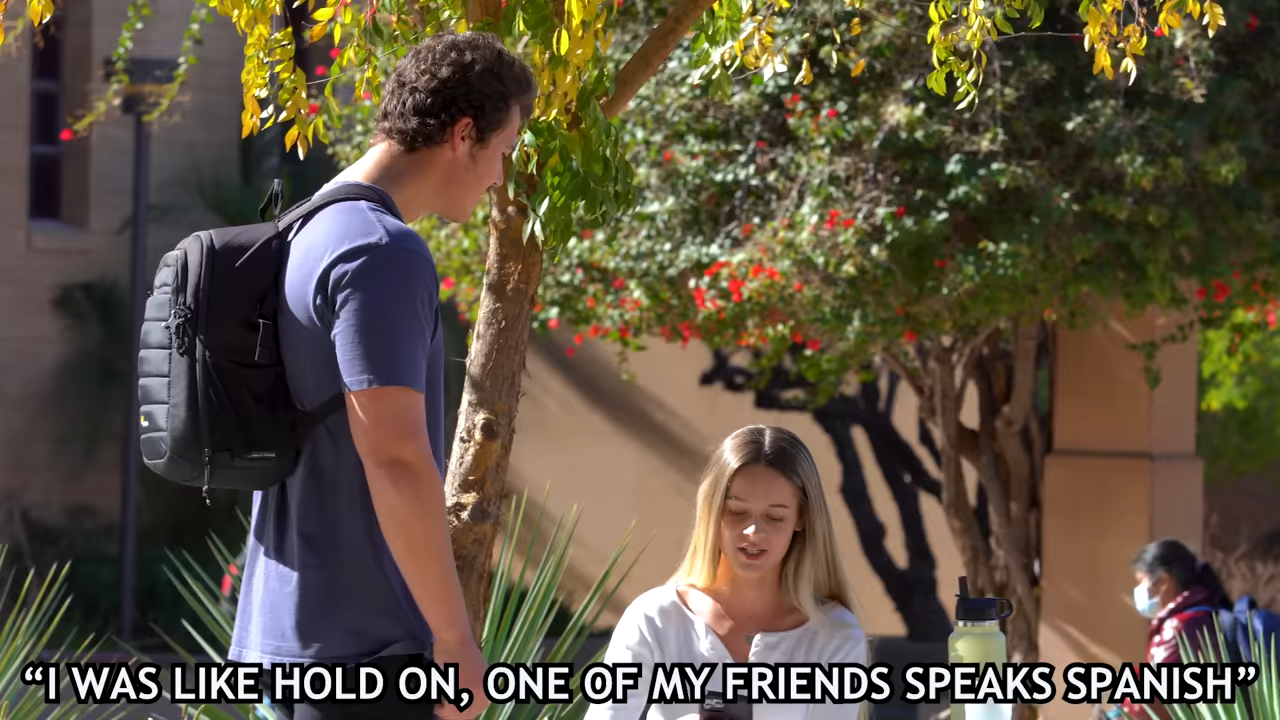 “I WAS LIKE HOLD ON, ONE OF MY FRIENDS SPEAKS SPANISH”